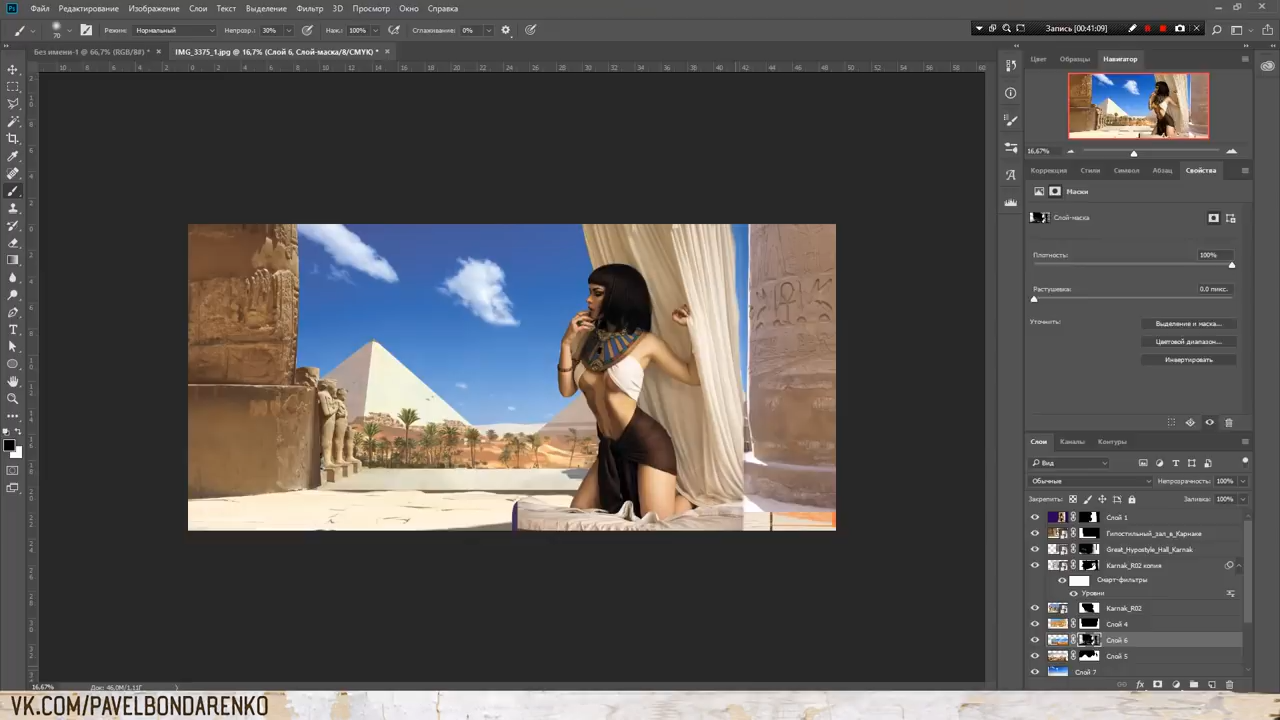 Файл Редактирование Изображение Слои Текст Выделение Фильтр 3D Просмотр Окно Справка
70 Режим: Нормальный Непрозр.: 30% Наж.: 100% Сглаживание: 0% Запись [00:41:09]
Без имени-1 @ 66,7% (RGB/8#) * × IMG_3375_1.jpg @ 16,7% (Слой 6, Слой-маска/8/CMYK) * ×
Цвет Образцы Навигатор
16,67%
Коррекция Стили Символ Абзац Свойства
Маски
Слой-маска
Плотность: 100%
Растушевка: 0,0 пикс.
Уточнить: Выделение и маска...
Цветовой диапазон...
Инвертировать
Слои Каналы Контуры
Вид
Обычные Непрозрачность: 100%
Закрепить: Заливка: 100%
Слой 1
Гипостильный_зал_в_Карнаке
Great_Hypostyle_Hall_Karnak
Karnak_R02 копия
Смарт-фильтры
Уровни
Karnak_R02
Слой 4
Слой 6
Слой 5
Слой 7
16,67% Док: 46,0M/1,11Г
VK.COM/PAVELBONDARENKO